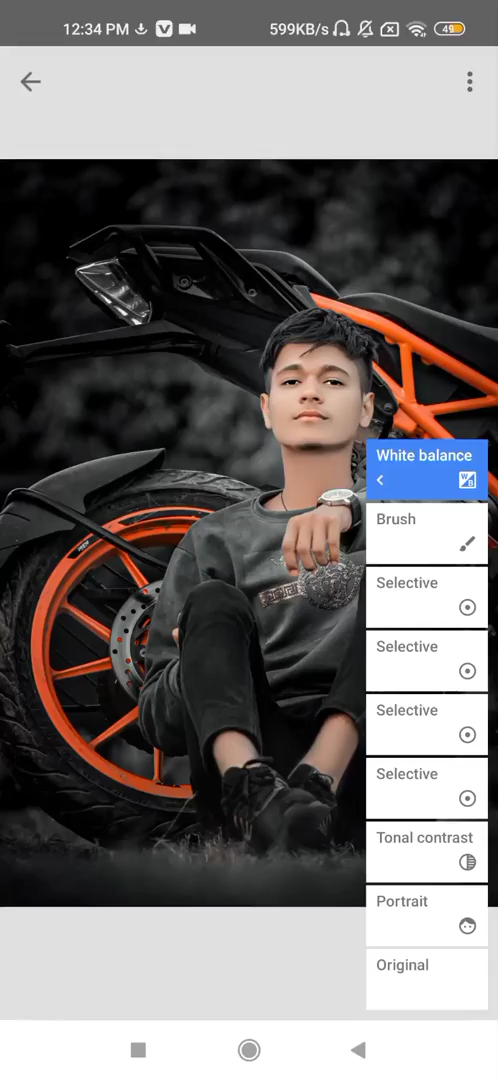 12:34 PM
599KB/s
49
White balance
W
B
Brush
Selective
Selective
Selective
Selective
Tonal contrast
Portrait
Original